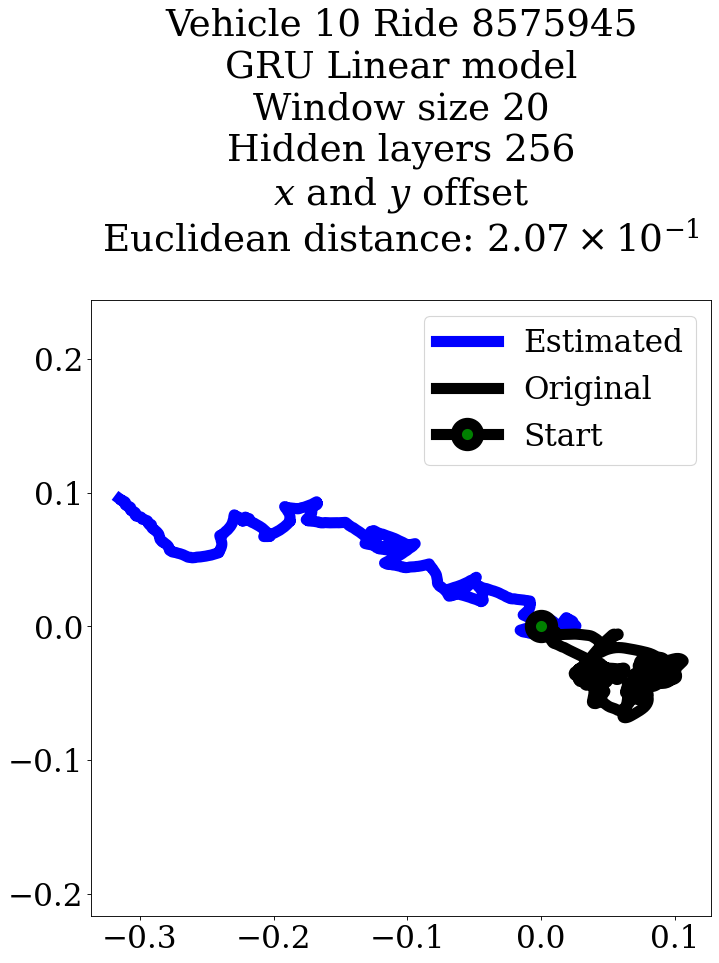 Vehicle 10 Ride 8575945
GRU Linear model
Window size 20
Hidden layers 256
x and y offset
Euclidean distance: 2.07 × 10⁻¹
Estimated
Original
Start
0.2
0.1
0.0
−0.1
−0.2
−0.3 −0.2 −0.1 0.0 0.1